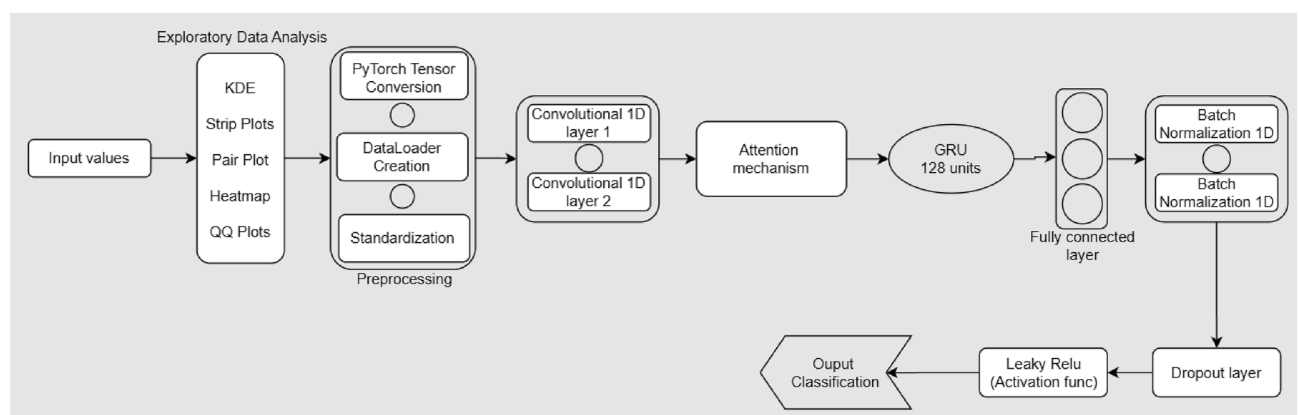 Exploratory Data Analysis
Input values
KDE
Strip Plots
Pair Plot
Heatmap
QQ Plots
PyTorch Tensor
Conversion
DataLoader
Creation
Standardization
Preprocessing
Convolutional 1D
layer 1
Convolutional 1D
layer 2
Attention
mechanism
GRU
128 units
Fully connected
layer
Batch
Normalization 1D
Batch
Normalization 1D
Dropout layer
Leaky Relu
(Activation func)
Ouput
Classification